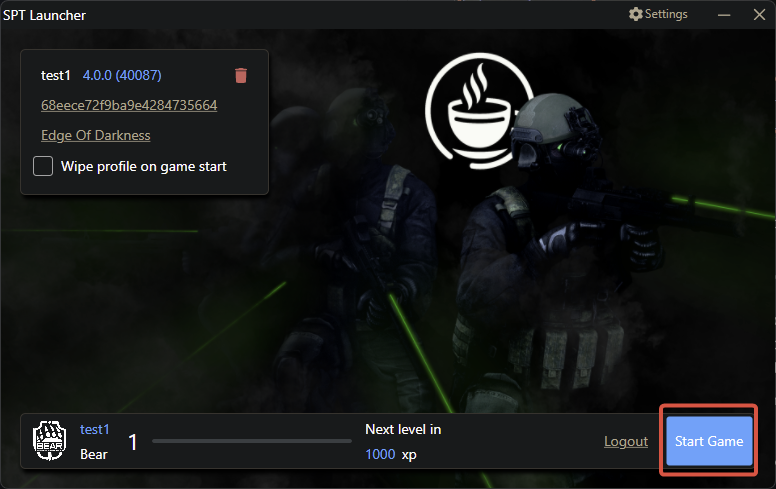 SPT Launcher
Settings
test1 4.0.0 (40087)
68eece72f9ba9e4284735664
Edge Of Darkness
Wipe profile on game start
BEAR
test1
Bear
1
Next level in
1000 xp
Logout
Start Game